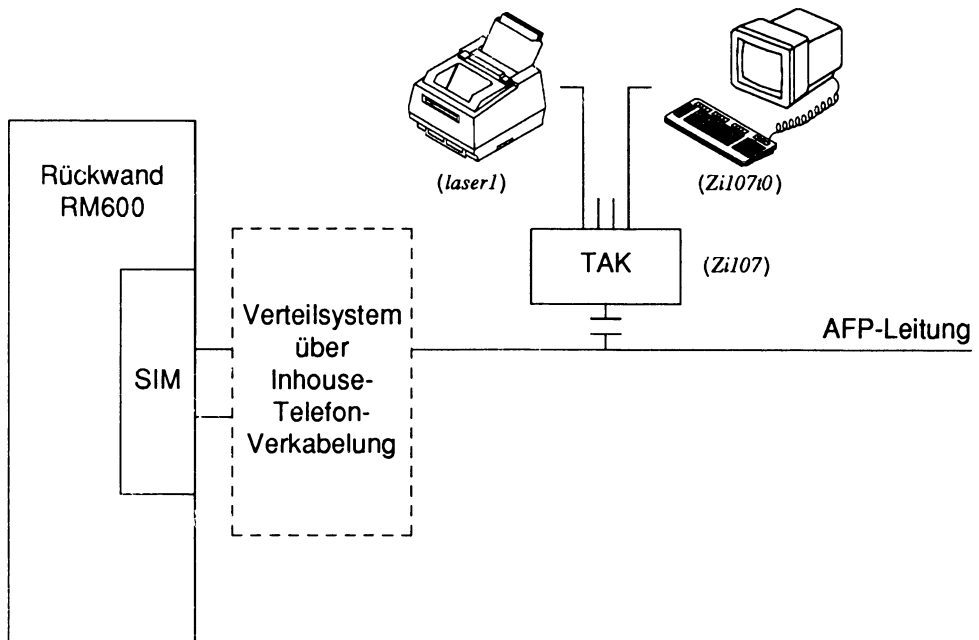 (laser1)
(Zi107t0)
Rückwand
RM600
TAK
(Zi107)
Verteilsystem
über
Inhouse-
Telefon-
Verkabelung
AFP-Leitung
SIM